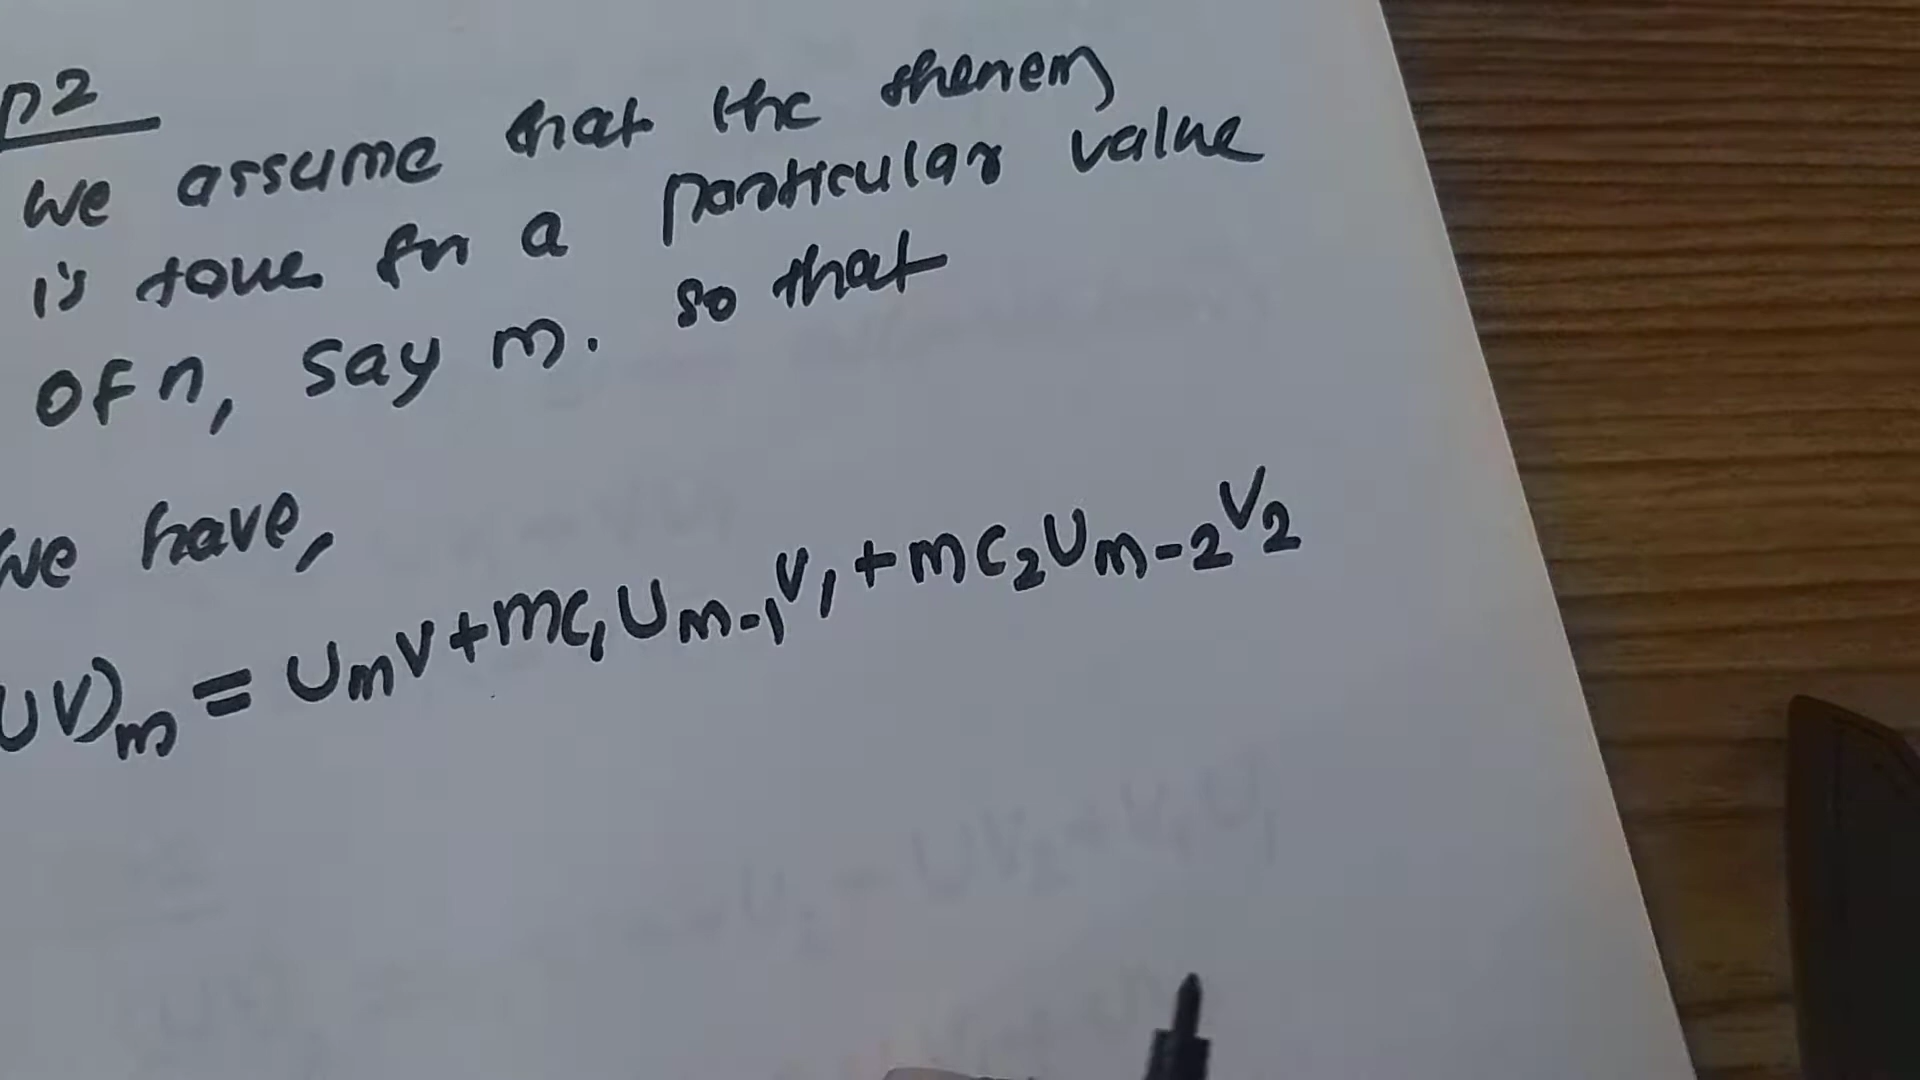 p2
We assume that the theorem
is true for a particular value
of n, say m. so that
we have,
UV)m = UmV+mc₁Um-₁V₁+mc₂Um-₂V₂